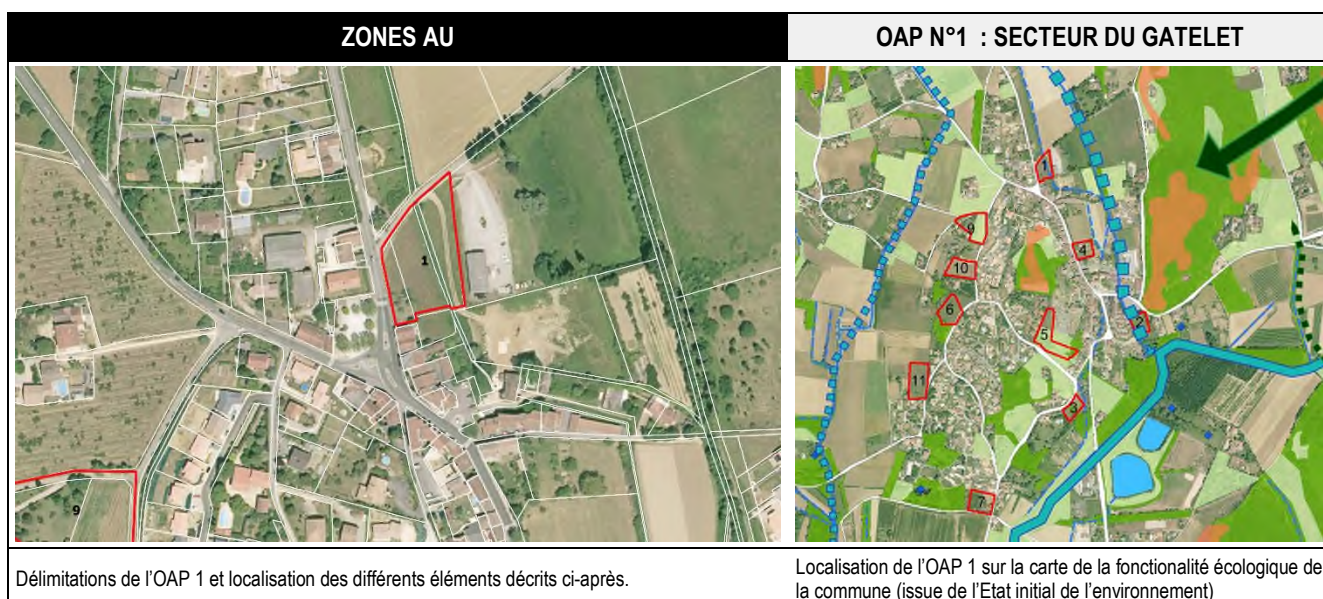 ZONES AU
OAP N°1 : SECTEUR DU GATELET
1
9
1
9
4
10
6
2
5
11
3
7
Délimitations de l'OAP 1 et localisation des différents éléments décrits ci-après.
Localisation de l'OAP 1 sur la carte de la fonctionalité écologique de
la commune (issue de l'Etat initial de l'environnement)